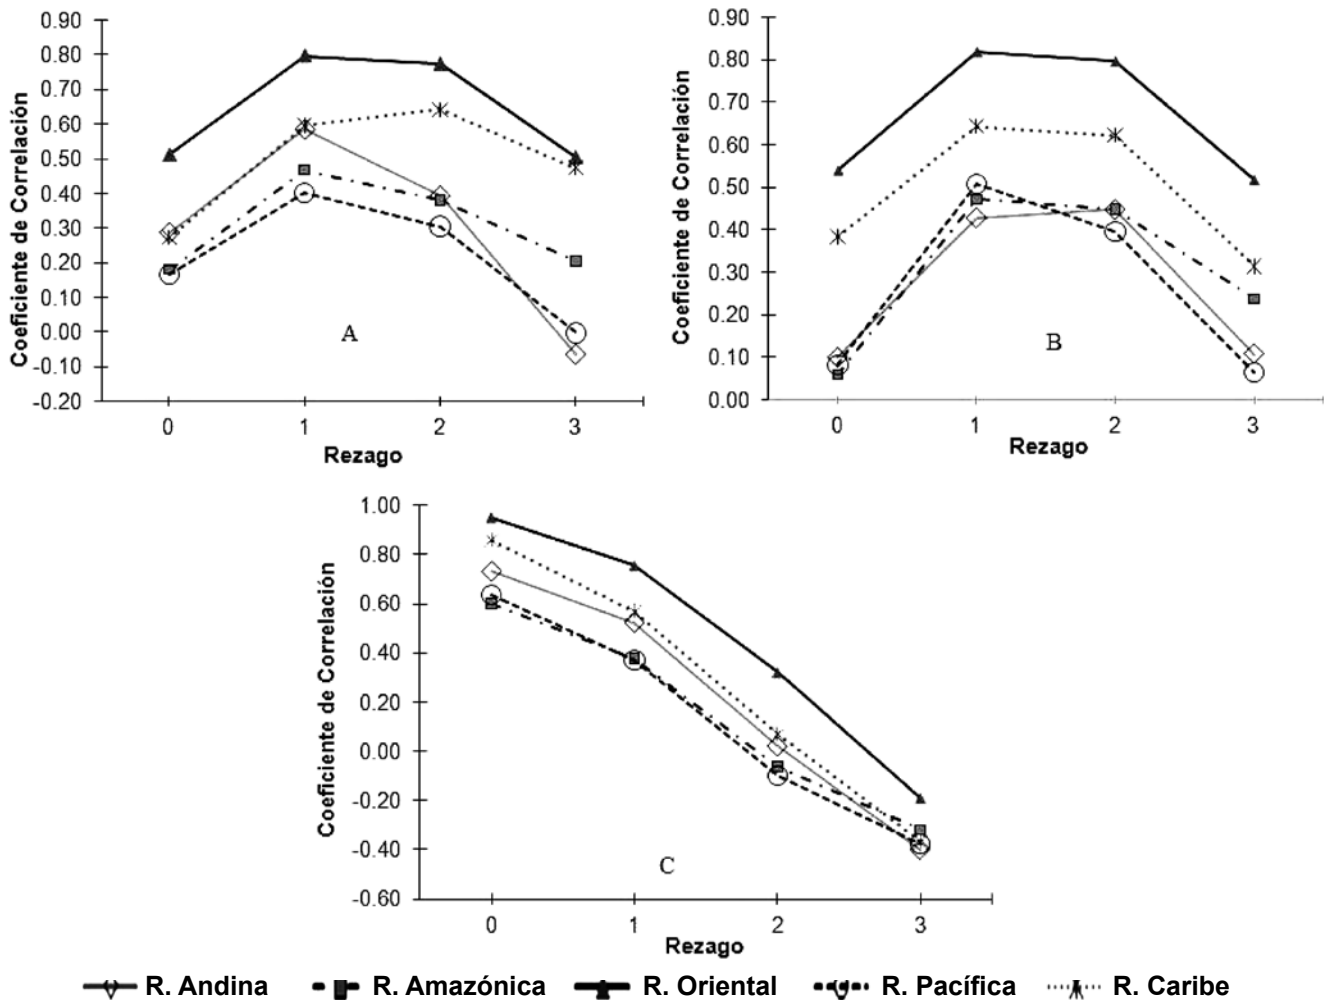 0.90
0.80
0.70
0.60
0.50
0.40
0.30
0.20
0.10
0.00
-0.10
-0.20
Coeficiente de Correlación
A
0 1 2 3
Rezago
0.90
0.80
0.70
0.60
0.50
0.40
0.30
0.20
0.10
0.00
Coeficiente de Correlación
B
0 1 2 3
Rezago
1.00
0.80
0.60
0.40
0.20
0.00
-0.20
-0.40
-0.60
Coeficiente de Correlación
C
0 1 2 3
Rezago
R. Andina R. Amazónica R. Oriental R. Pacífica R. Caribe